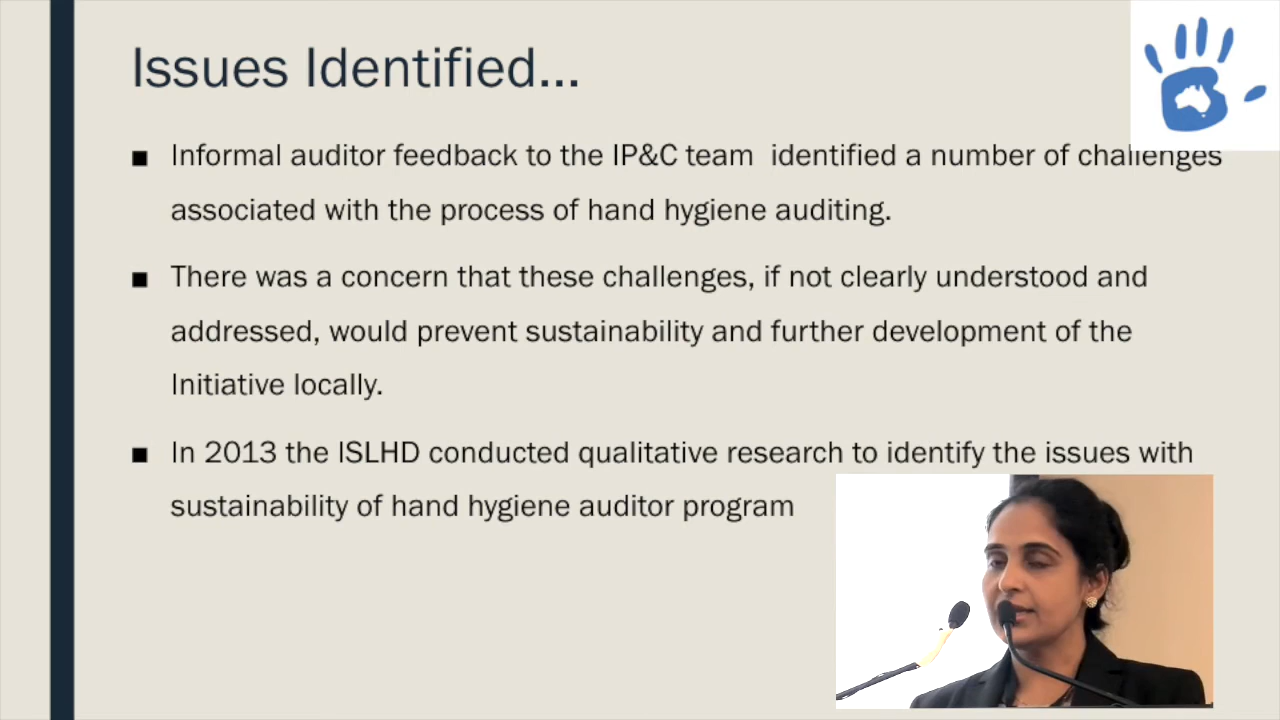 Issues Identified...
■ Informal auditor feedback to the IP&C team identified a number of challenges
associated with the process of hand hygiene auditing.
■ There was a concern that these challenges, if not clearly understood and
addressed, would prevent sustainability and further development of the
Initiative locally.
■ In 2013 the ISLHD conducted qualitative research to identify the issues with
sustainability of hand hygiene auditor program